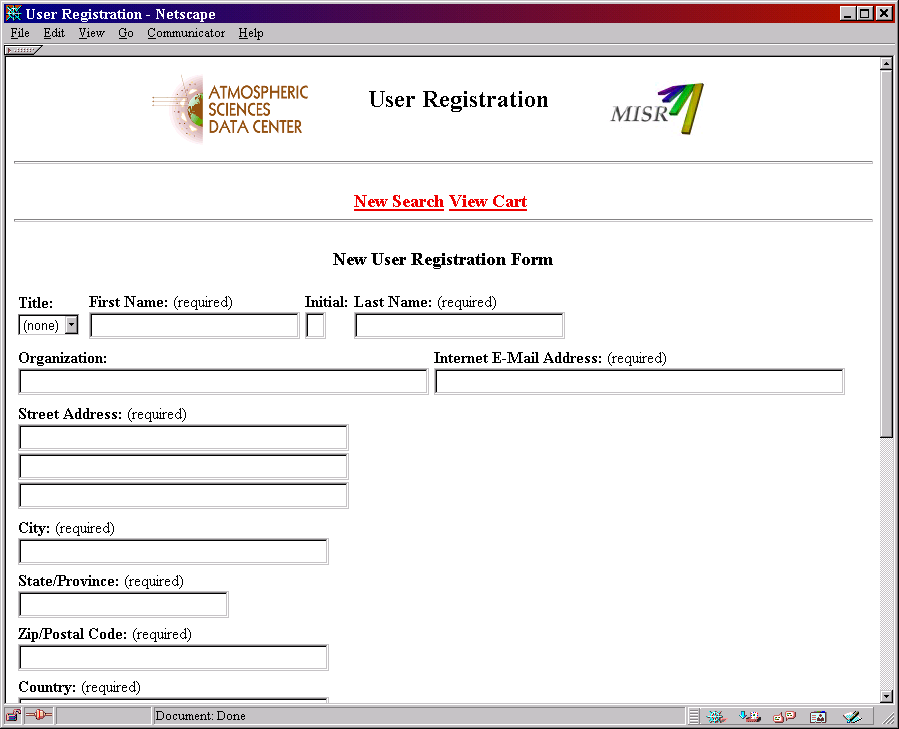 User Registration - Netscape
File Edit View Go Communicator Help
ATMOSPHERIC
SCIENCES
DATA CENTER
User Registration
MISR
New Search View Cart
New User Registration Form
Title: First Name: (required) Initial: Last Name: (required)
(none)
Organization: Internet E-Mail Address: (required)
Street Address: (required)
City: (required)
State/Province: (required)
Zip/Postal Code: (required)
Country: (required)
Document: Done